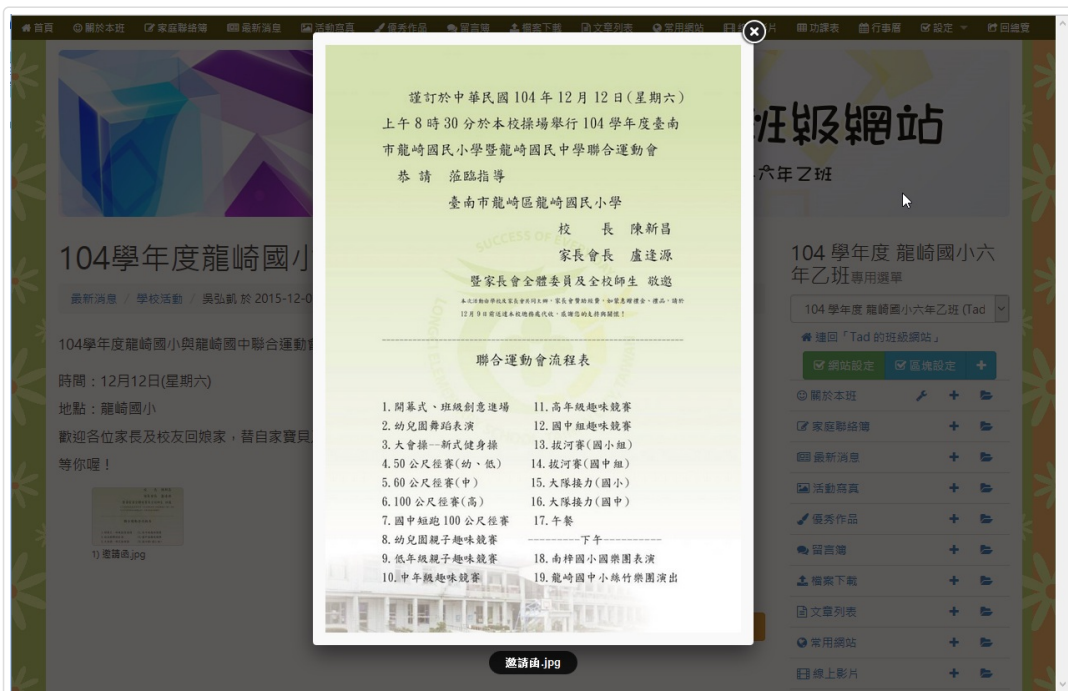 首頁 關於本班 家庭聯絡簿 最新消息 活動寫真 優秀作品 留言簿 檔案下載 文章列表 常用網站 功課表 行事曆 設定 回總覽
班級網站
六年乙班
謹訂於中華民國 104 年 12 月 12 日(星期六)
上午 8 時 30 分於本校操場舉行 104 學年度臺南
市龍崎國民小學暨龍崎國民中學聯合運動會
恭 請 蒞臨指導
臺南市龍崎區龍崎國民小學
校 長 陳新昌
家長會長 盧逢源
暨家長會全體委員及全校師生 敬邀
12 月 9 日前送達本校總務處代收,感謝您的支持與關懷!
聯合運動會流程表
1. 開幕式、班級創意進場 11. 高年級趣味競賽
2. 幼兒園舞蹈表演 12. 國中組趣味競賽
3. 大會操--新式健身操 13. 拔河賽(國小組)
4. 50 公尺徑賽(幼、低) 14. 拔河賽(國中組)
5. 60 公尺徑賽(中) 15. 大隊接力(國小)
6. 100 公尺徑賽(高) 16. 大隊接力(國中)
7. 國中短跑 100 公尺徑賽 17. 午餐
8. 幼兒園親子趣味競賽 ---------下午----------
9. 低年級親子趣味競賽 18. 南梓國小國樂團表演
10. 中年級趣味競賽 19. 龍崎國中小絲竹樂團演出
邀請函.jpg
104學年度龍崎國小
最新消息 / 學校活動 / 吳弘凱 於 2015-12-0
104學年度龍崎國小與龍崎國中聯合運動會
時間:12月12日(星期六)
地點:龍崎國小
歡迎各位家長及校友回娘家,替自家寶貝
等你喔!
1) 邀請函.jpg
104 學年度 龍崎國小六
年乙班專用選單
104 學年度 龍崎國小六年乙班 (Tad
連回「Tad 的班級網站」
網站設定 區塊設定
關於本班
家庭聯絡簿
最新消息
活動寫真
優秀作品
留言簿
檔案下載
文章列表
常用網站
線上影片